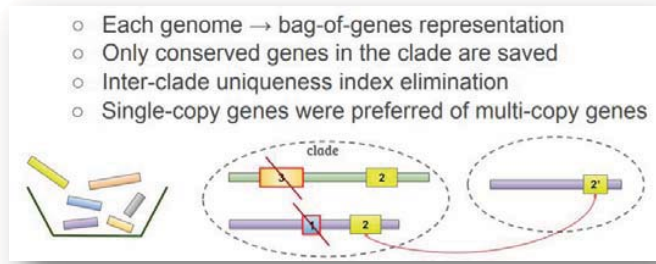 ○ Each genome → bag-of-genes representation
○ Only conserved genes in the clade are saved
○ Inter-clade uniqueness index elimination
○ Single-copy genes were preferred of multi-copy genes
clade
3 2
2'
1 2